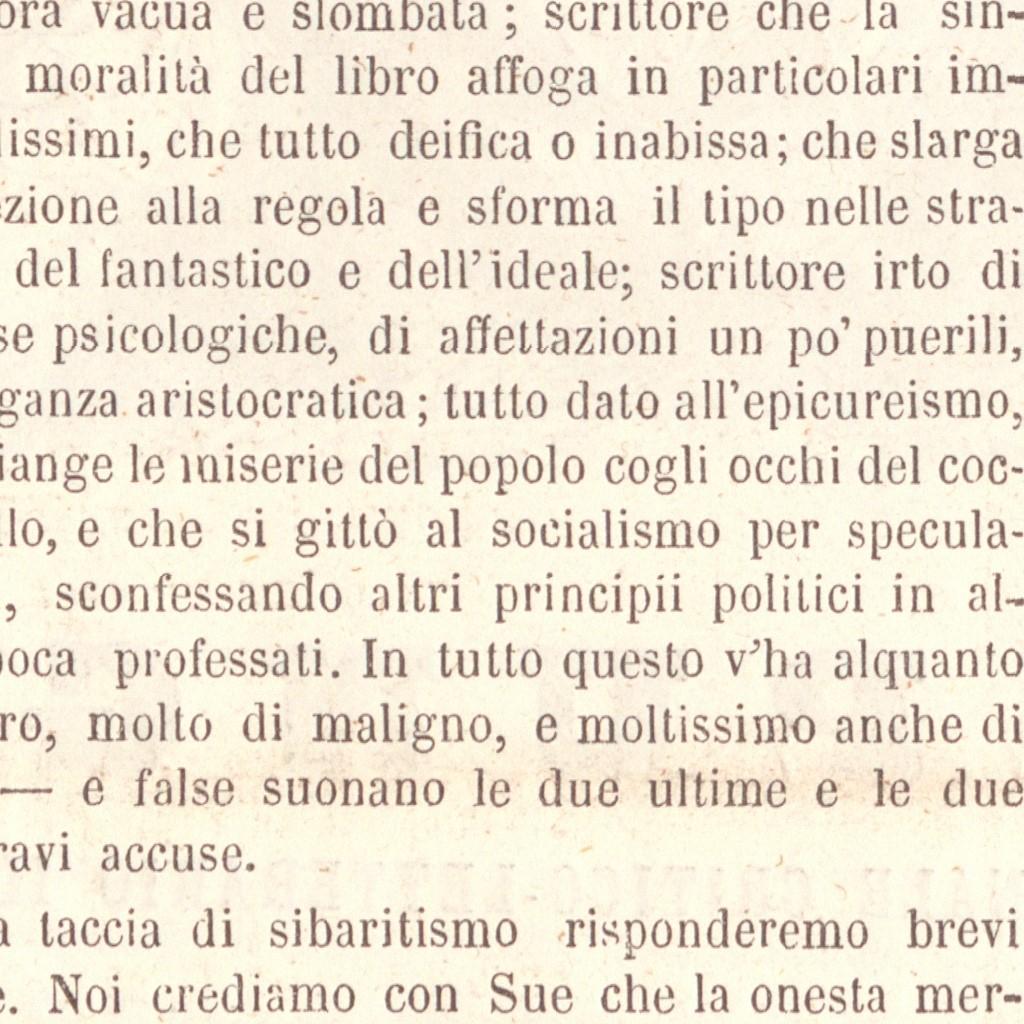 ora vacua e slombata; scrittore che la sin-
moralità del libro affoga in particolari im-
lissimi, che tutto deifica o inabissa; che slarga
ezione alla regola e sforma il tipo nelle stra-
del fantastico e dell'ideale; scrittore irto di
se psicologiche, di affettazioni un po' puerili,
ganza aristocratica; tutto dato all'epicureismo,
iange le miserie del popolo cogli occhi del coc-
llo, e che si gittò al socialismo per specula-
, sconfessando altri principii politici in al-
poca professati. In tutto questo v'ha alquanto
ro, molto di maligno, e moltissimo anche di
— e false suonano le due ultime e le due
ravi accuse.
a taccia di sibaritismo risponderemo brevi
e. Noi crediamo con Sue che la onesta mer-